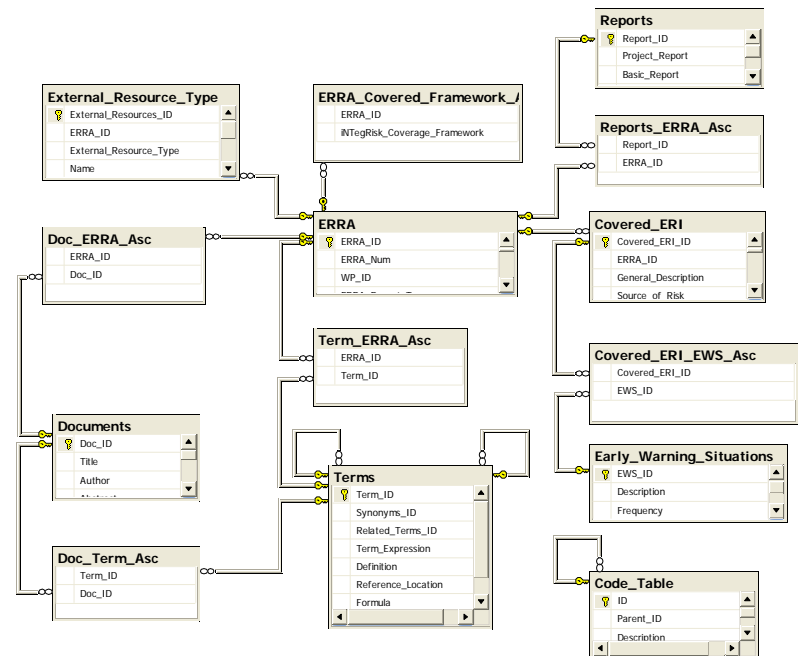 Reports
Report_ID
Project_Report
Basic_Report
External_Resource_Type
External_Resources_ID
ERRA_ID
External_Resource_Type
Name
ERRA_Covered_Framework_
ERRA_ID
iNTegRisk_Coverage_Framework
Reports_ERRA_Asc
Report_ID
ERRA_ID
Doc_ERRA_Asc
ERRA_ID
Doc_ID
ERRA
ERRA_ID
ERRA_Num
WP_ID
Covered_ERI
Covered_ERI_ID
ERRA_ID
General_Description
Source_of_Risk
Term_ERRA_Asc
ERRA_ID
Term_ID
Covered_ERI_EWS_Asc
Covered_ERI_ID
EWS_ID
Documents
Doc_ID
Title
Author
Early_Warning_Situations
EWS_ID
Description
Frequency
Terms
Term_ID
Synonyms_ID
Related_Terms_ID
Term_Expression
Definition
Reference_Location
Formula
Doc_Term_Asc
Term_ID
Doc_ID
Code_Table
ID
Parent_ID
Description